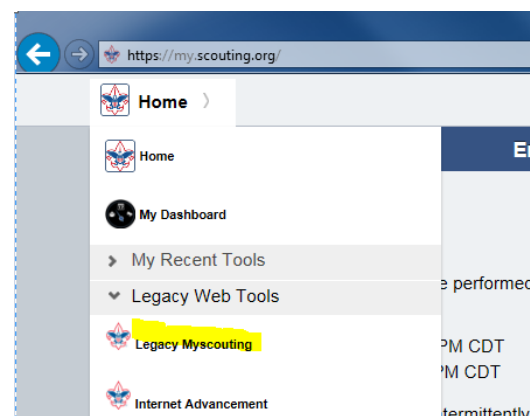 https://my.scouting.org/
Home
Home
My Dashboard
My Recent Tools
Legacy Web Tools
e performed
Legacy Myscouting
PM CDT
PM CDT
Internet Advancement
termittently